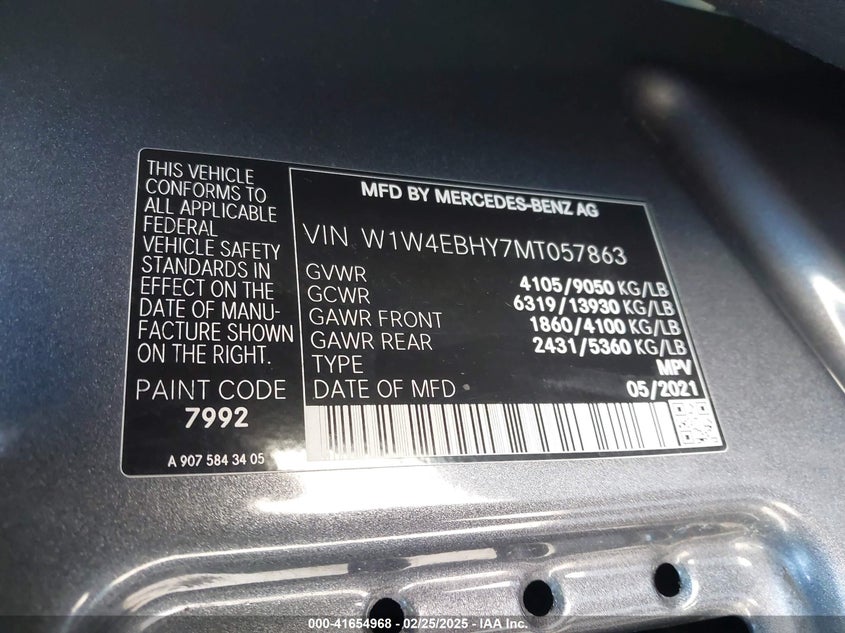 THIS VEHICLE
CONFORMS TO
ALL APPLICABLE
FEDERAL
VEHICLE SAFETY
STANDARDS IN
EFFECT ON THE
DATE OF MANU-
FACTURE SHOWN
ON THE RIGHT.
PAINT CODE
7992
A 907 584 34 05
MFD BY MERCEDES-BENZ AG
VIN W1W4EBHY7MT057863
GVWR 4105/9050 KG/LB
GCWR 6319/13930 KG/LB
GAWR FRONT 1860/4100 KG/LB
GAWR REAR 2431/5360 KG/LB
TYPE MPV
DATE OF MFD 05/2021
000-41654968 - 02/25/2025 - IAA Inc.